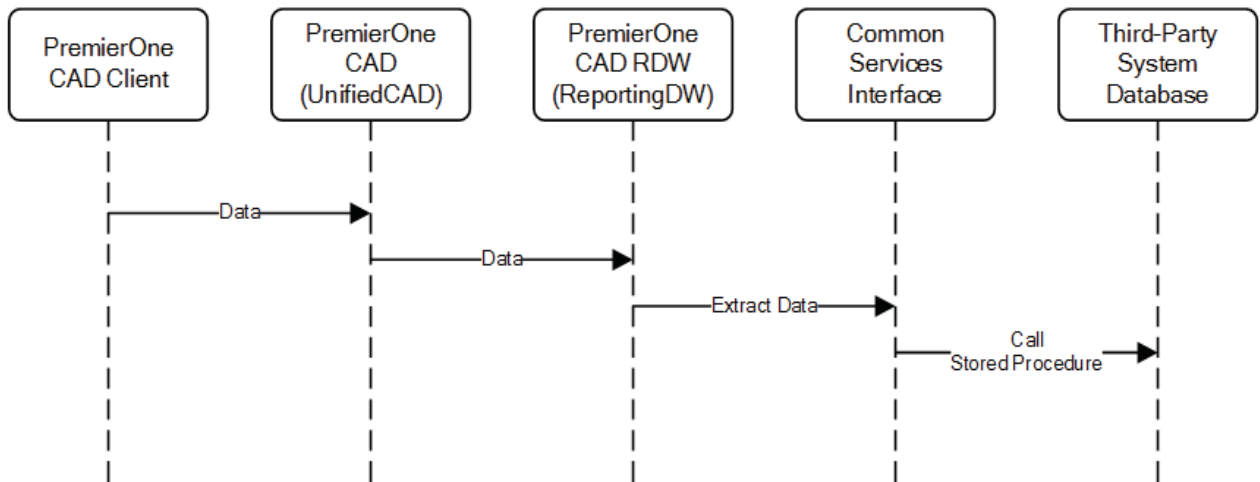 PremierOne
CAD Client
PremierOne
CAD
(UnifiedCAD)
PremierOne
CAD RDW
(ReportingDW)
Common
Services
Interface
Third-Party
System
Database
Data
Data
Extract Data
Call
Stored Procedure